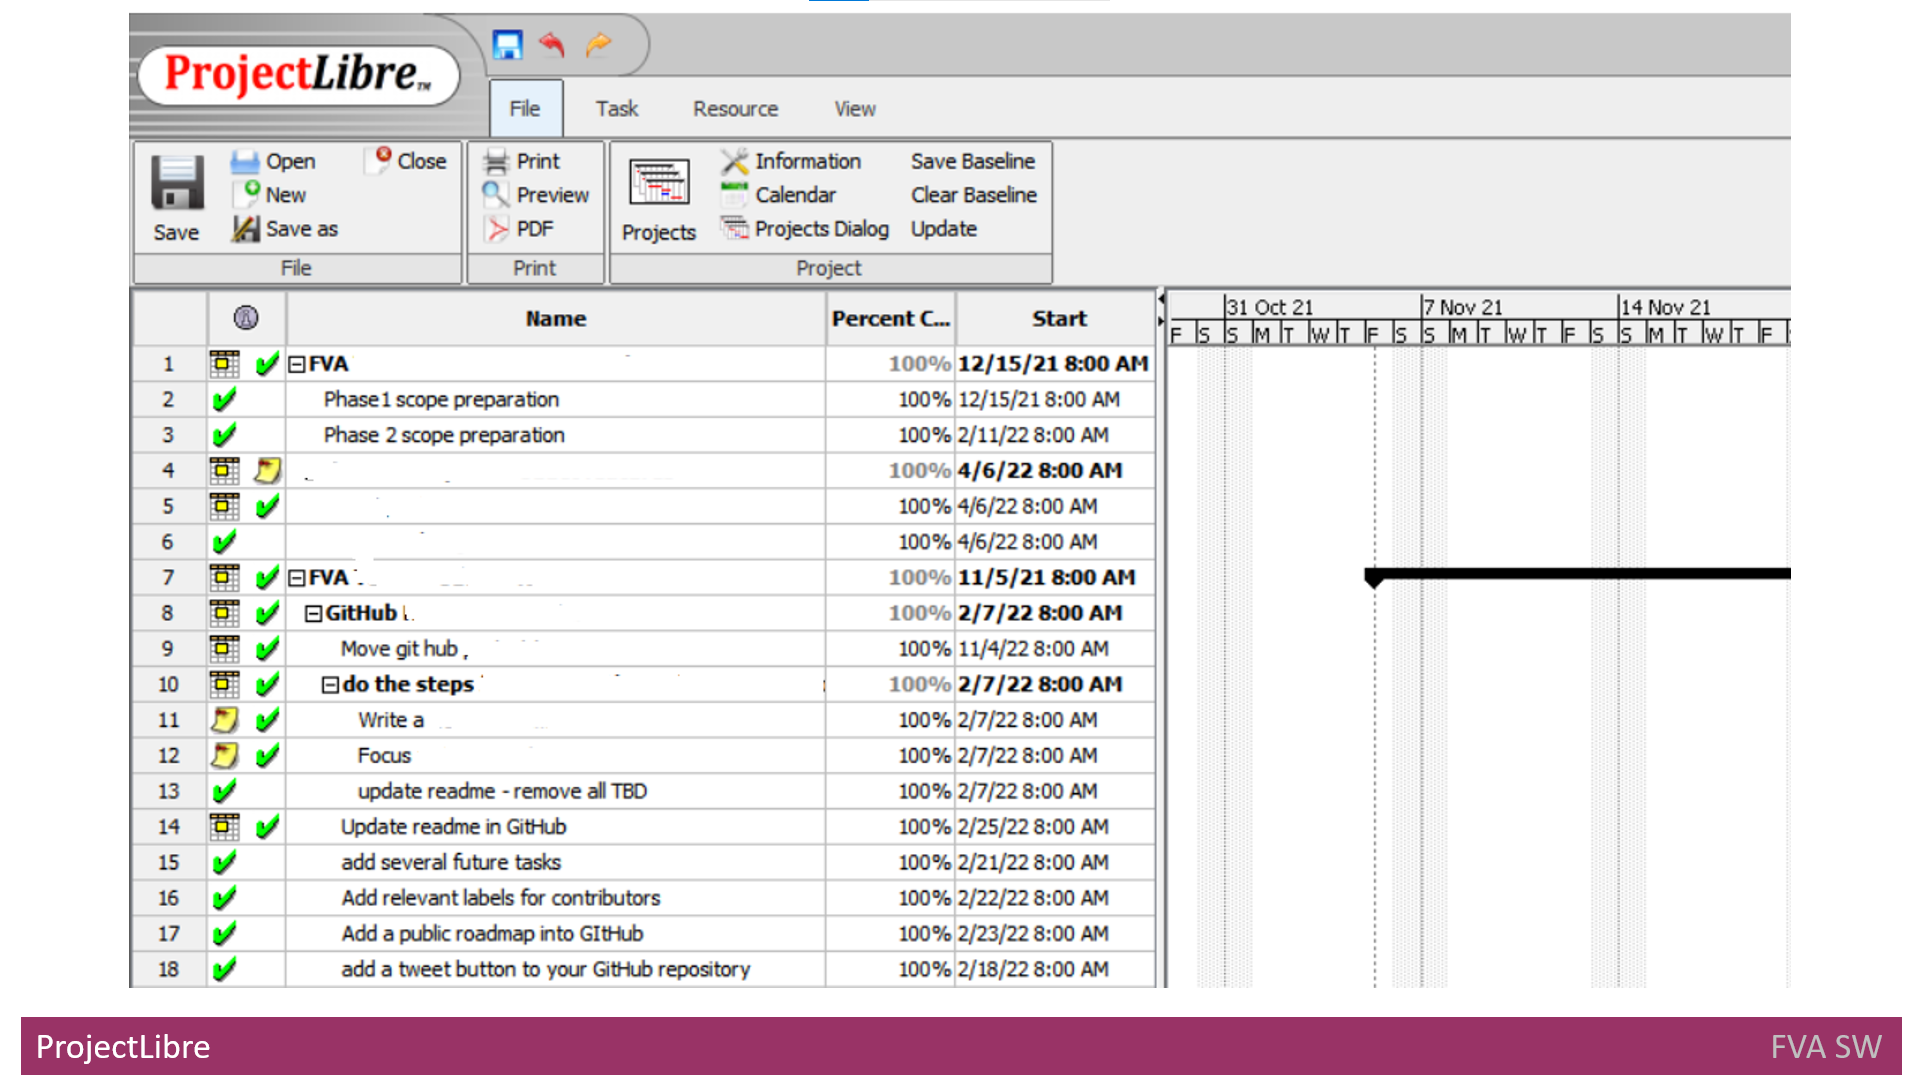 ProjectLibre™
File Task Resource View
Save
Open
New
Save as
Close
File
Print
Preview
PDF
Print
Projects
Information
Calendar
Projects Dialog
Save Baseline
Clear Baseline
Update
Project
Name Percent C... Start
31 Oct 21 7 Nov 21 14 Nov 21
F S S M T W T F S S M T W T F S S M T W T F
1 FVA 100% 12/15/21 8:00 AM
2 Phase1 scope preparation 100% 12/15/21 8:00 AM
3 Phase 2 scope preparation 100% 2/11/22 8:00 AM
4 100% 4/6/22 8:00 AM
5 100% 4/6/22 8:00 AM
6 100% 4/6/22 8:00 AM
7 FVA 100% 11/5/21 8:00 AM
8 GitHub 100% 2/7/22 8:00 AM
9 Move git hub 100% 11/4/22 8:00 AM
10 do the steps 100% 2/7/22 8:00 AM
11 Write a 100% 2/7/22 8:00 AM
12 Focus 100% 2/7/22 8:00 AM
13 update readme - remove all TBD 100% 2/7/22 8:00 AM
14 Update readme in GitHub 100% 2/25/22 8:00 AM
15 add several future tasks 100% 2/21/22 8:00 AM
16 Add relevant labels for contributors 100% 2/22/22 8:00 AM
17 Add a public roadmap into GItHub 100% 2/23/22 8:00 AM
18 add a tweet button to your GitHub repository 100% 2/18/22 8:00 AM
ProjectLibre FVA SW